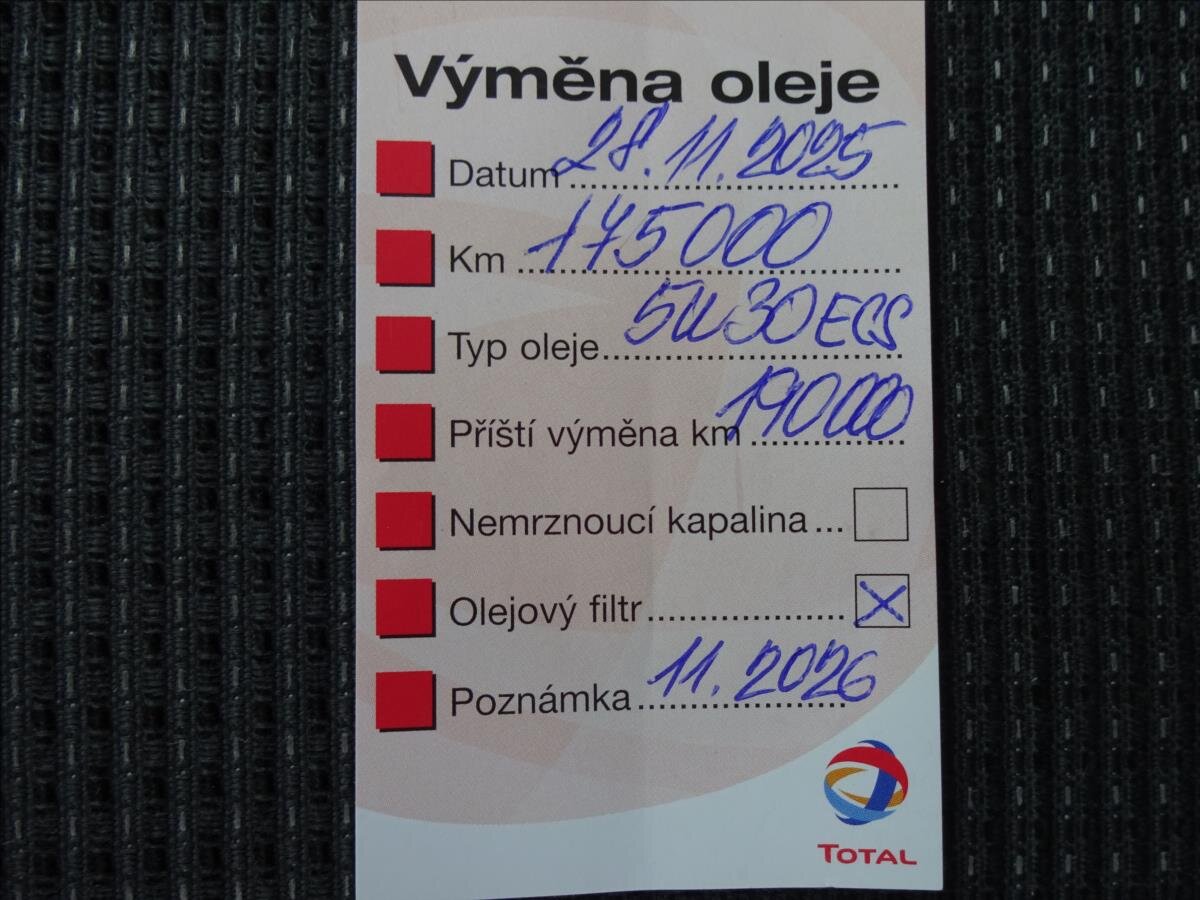 Výměna oleje
Datum 28.11.2025
Km 175000
Typ oleje 5W30 ECS
Příští výměna km 190000
Nemrznoucí kapalina ...
Olejový filtr X
Poznámka 11.2026
TOTAL